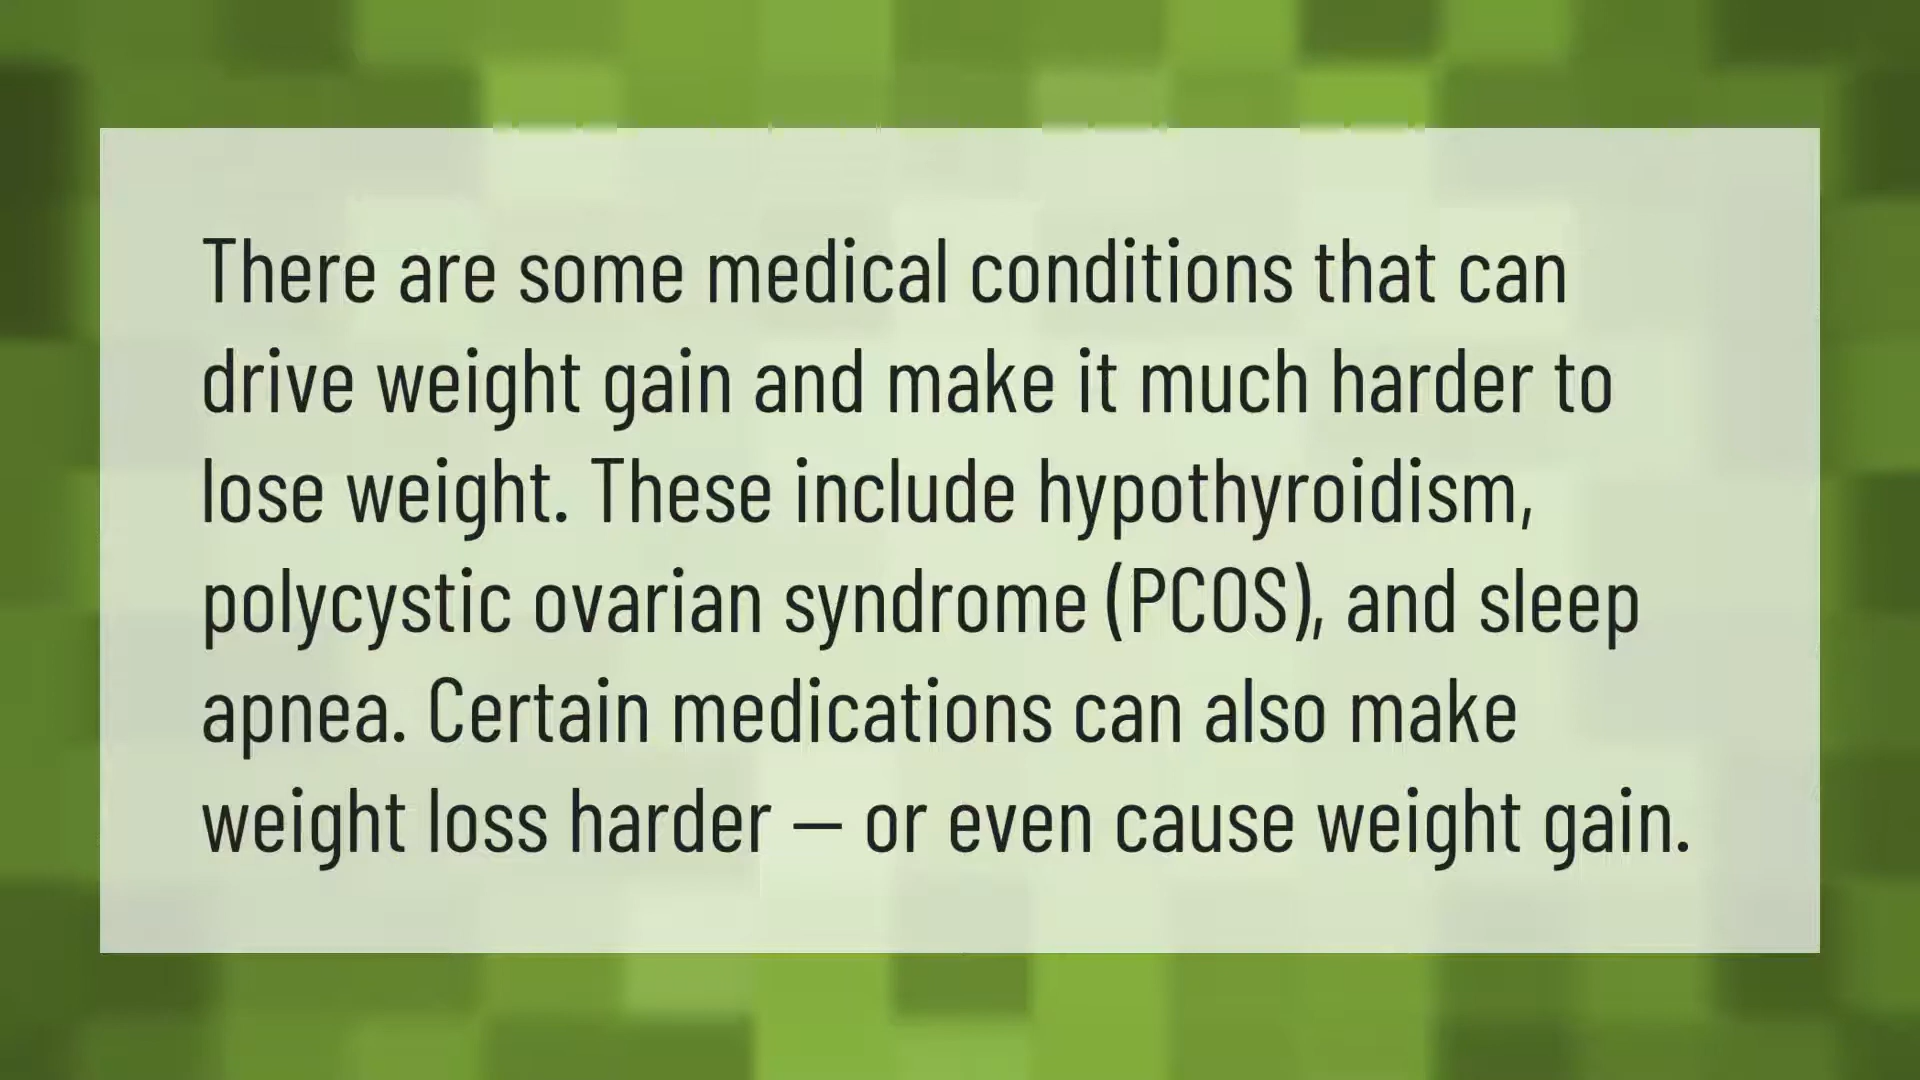 There are some medical conditions that can
drive weight gain and make it much harder to
lose weight. These include hypothyroidism,
polycystic ovarian syndrome (PCOS), and sleep
apnea. Certain medications can also make
weight loss harder — or even cause weight gain.